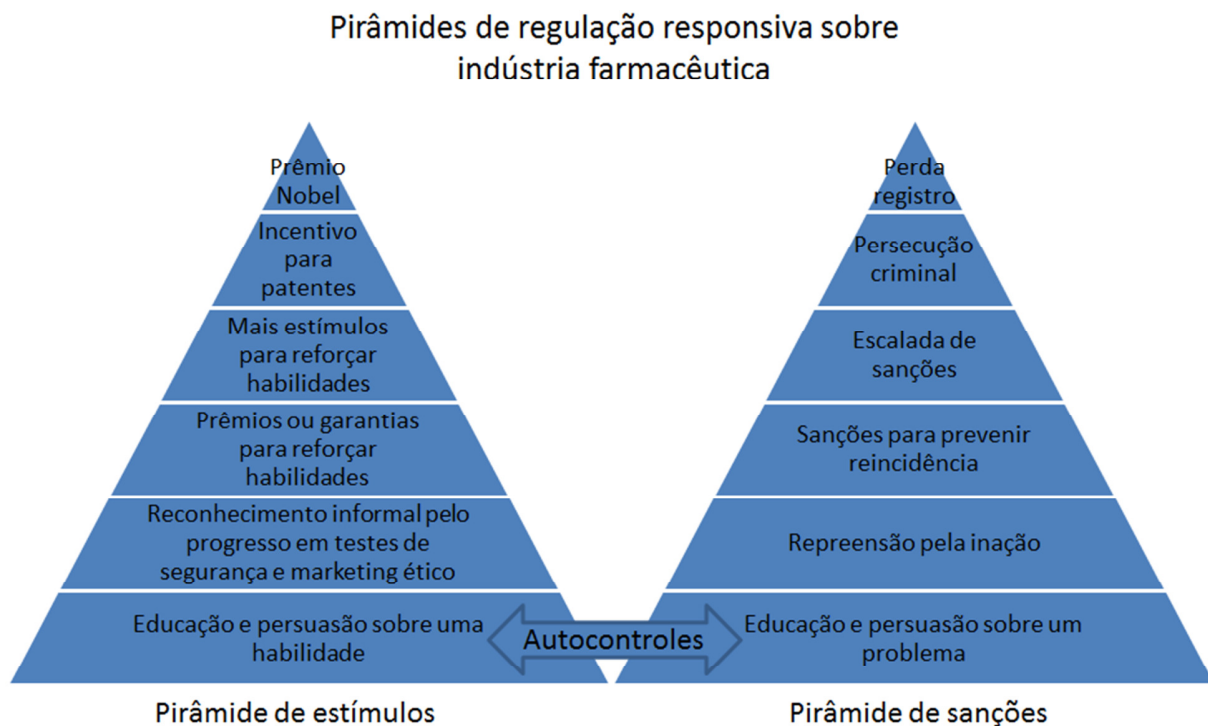 Pirâmides de regulação responsiva sobre
indústria farmacêutica
Prêmio
Nobel
Incentivo
para
patentes
Mais estímulos
para reforçar
habilidades
Prêmios ou garantias
para reforçar
habilidades
Reconhecimento informal pelo
progresso em testes de
segurança e marketing ético
Educação e persuasão sobre uma
habilidade
Pirâmide de estímulos
Autocontroles
Perda
registro
Persecução
criminal
Escalada de
sanções
Sanções para prevenir
reincidência
Repreensão pela inação
Educação e persuasão sobre um
problema
Pirâmide de sanções